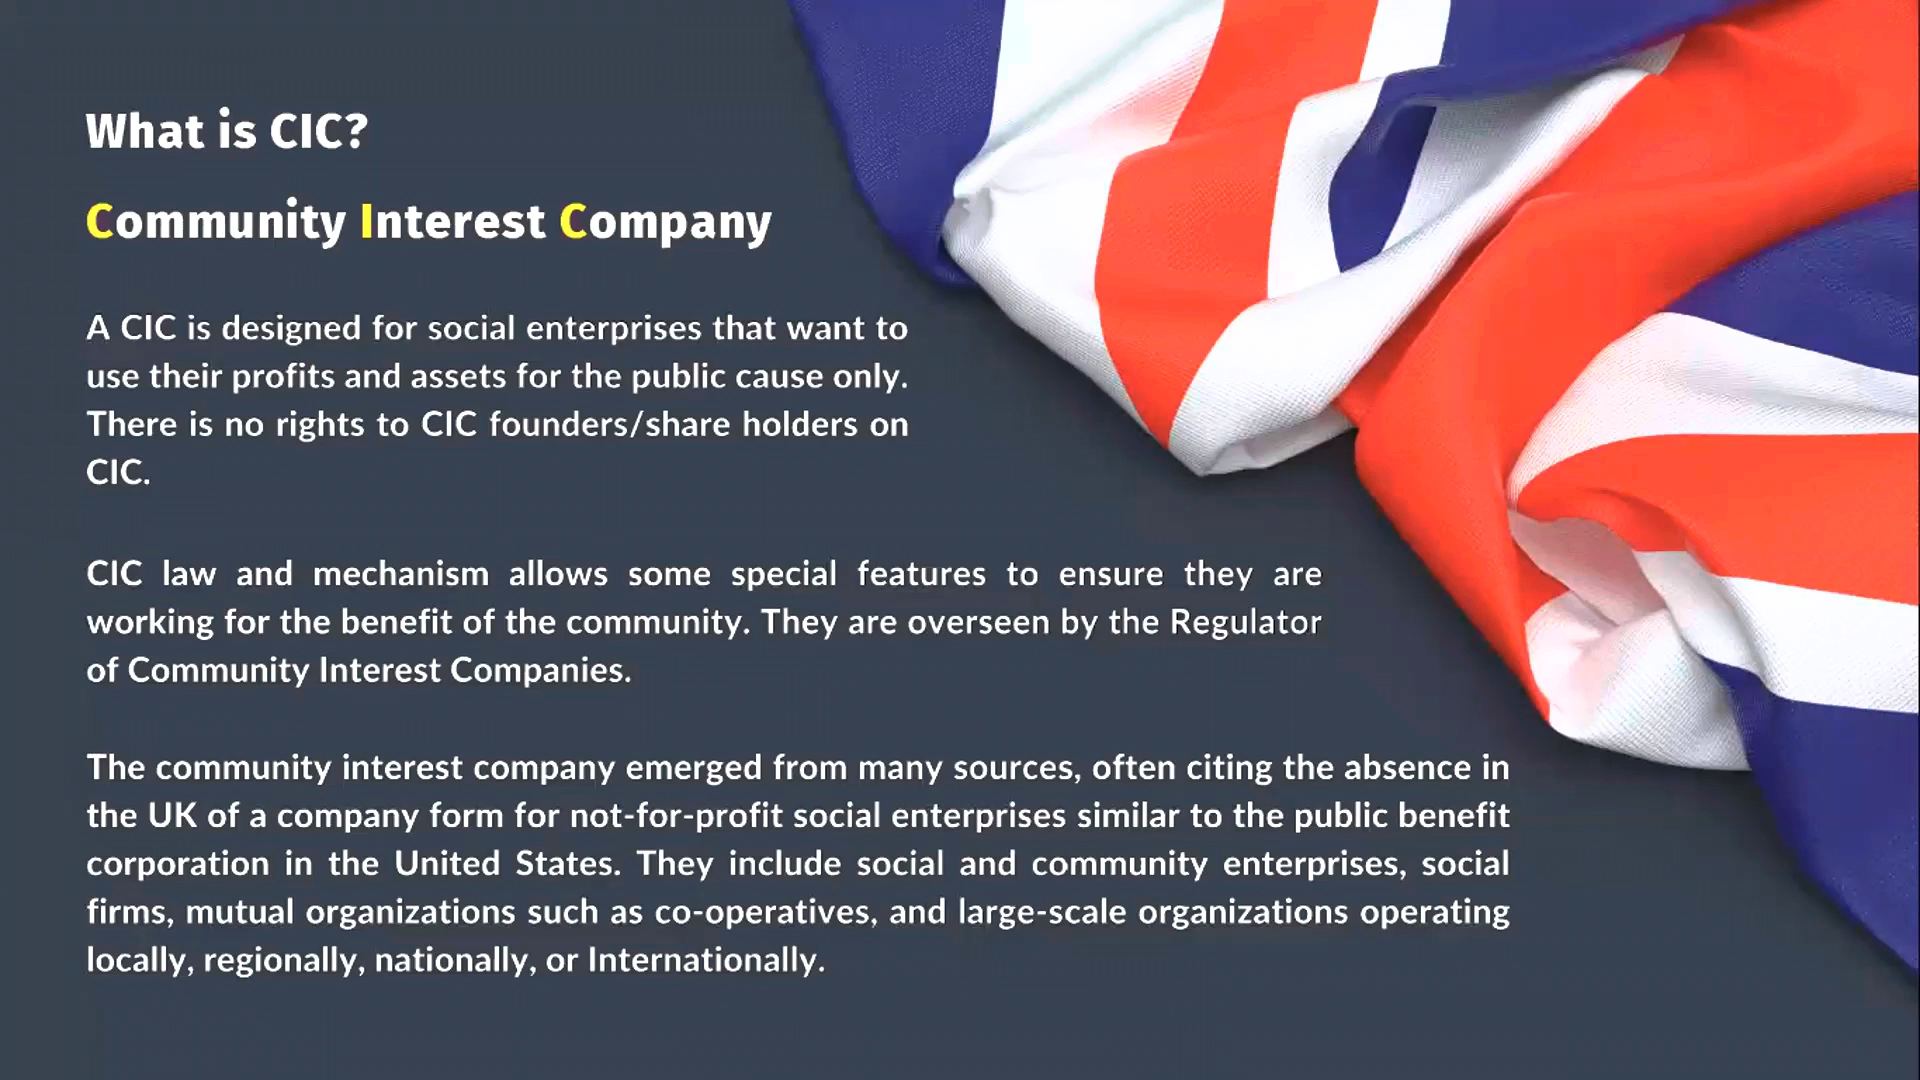 What is CIC?
Community Interest Company
A CIC is designed for social enterprises that want to
use their profits and assets for the public cause only.
There is no rights to CIC founders/share holders on
CIC.
CIC law and mechanism allows some special features to ensure they are
working for the benefit of the community. They are overseen by the Regulator
of Community Interest Companies.
The community interest company emerged from many sources, often citing the absence in
the UK of a company form for not-for-profit social enterprises similar to the public benefit
corporation in the United States. They include social and community enterprises, social
firms, mutual organizations such as co-operatives, and large-scale organizations operating
locally, regionally, nationally, or Internationally.